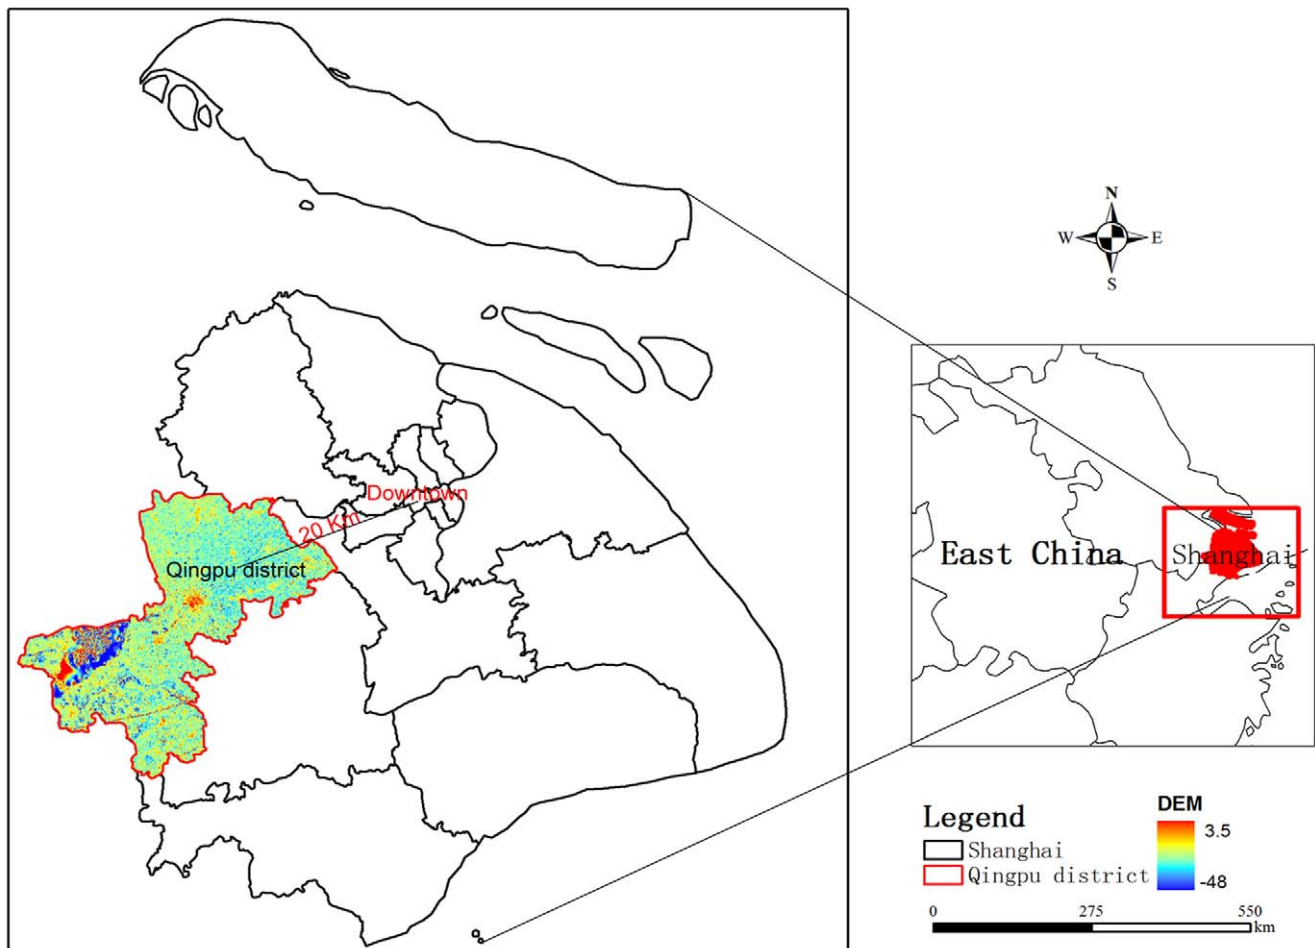 Downtown
20 Km
Qingpu district
N
W
E
S
East China
Shanghai
Legend
Shanghai
Qingpu district
DEM
3.5
-48
0
275
550
km